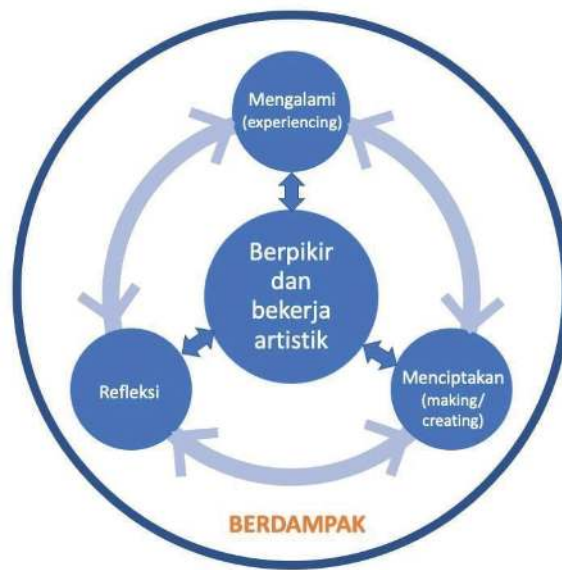 Mengalami
(experiencing)
Berpikir
dan
bekerja
artistik
Refleksi
Menciptakan
(making/
creating)
BERDAMPAK